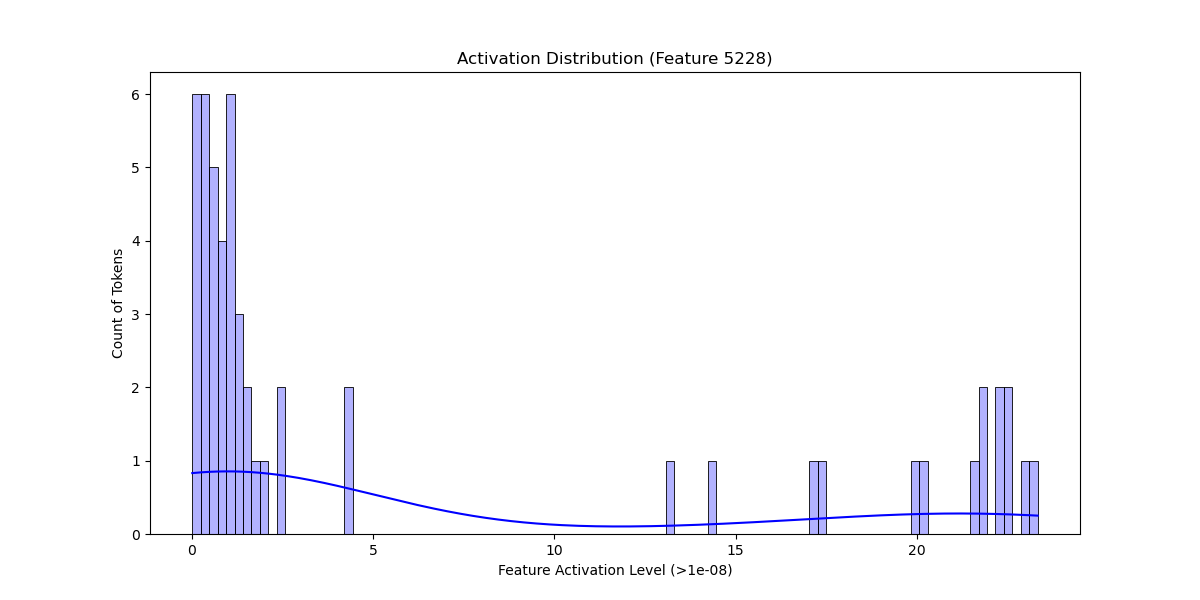 Activation Distribution (Feature 5228)
6
5
4
3
2
1
0
Count of Tokens
0 5 10 15 20
Feature Activation Level (>1e-08)